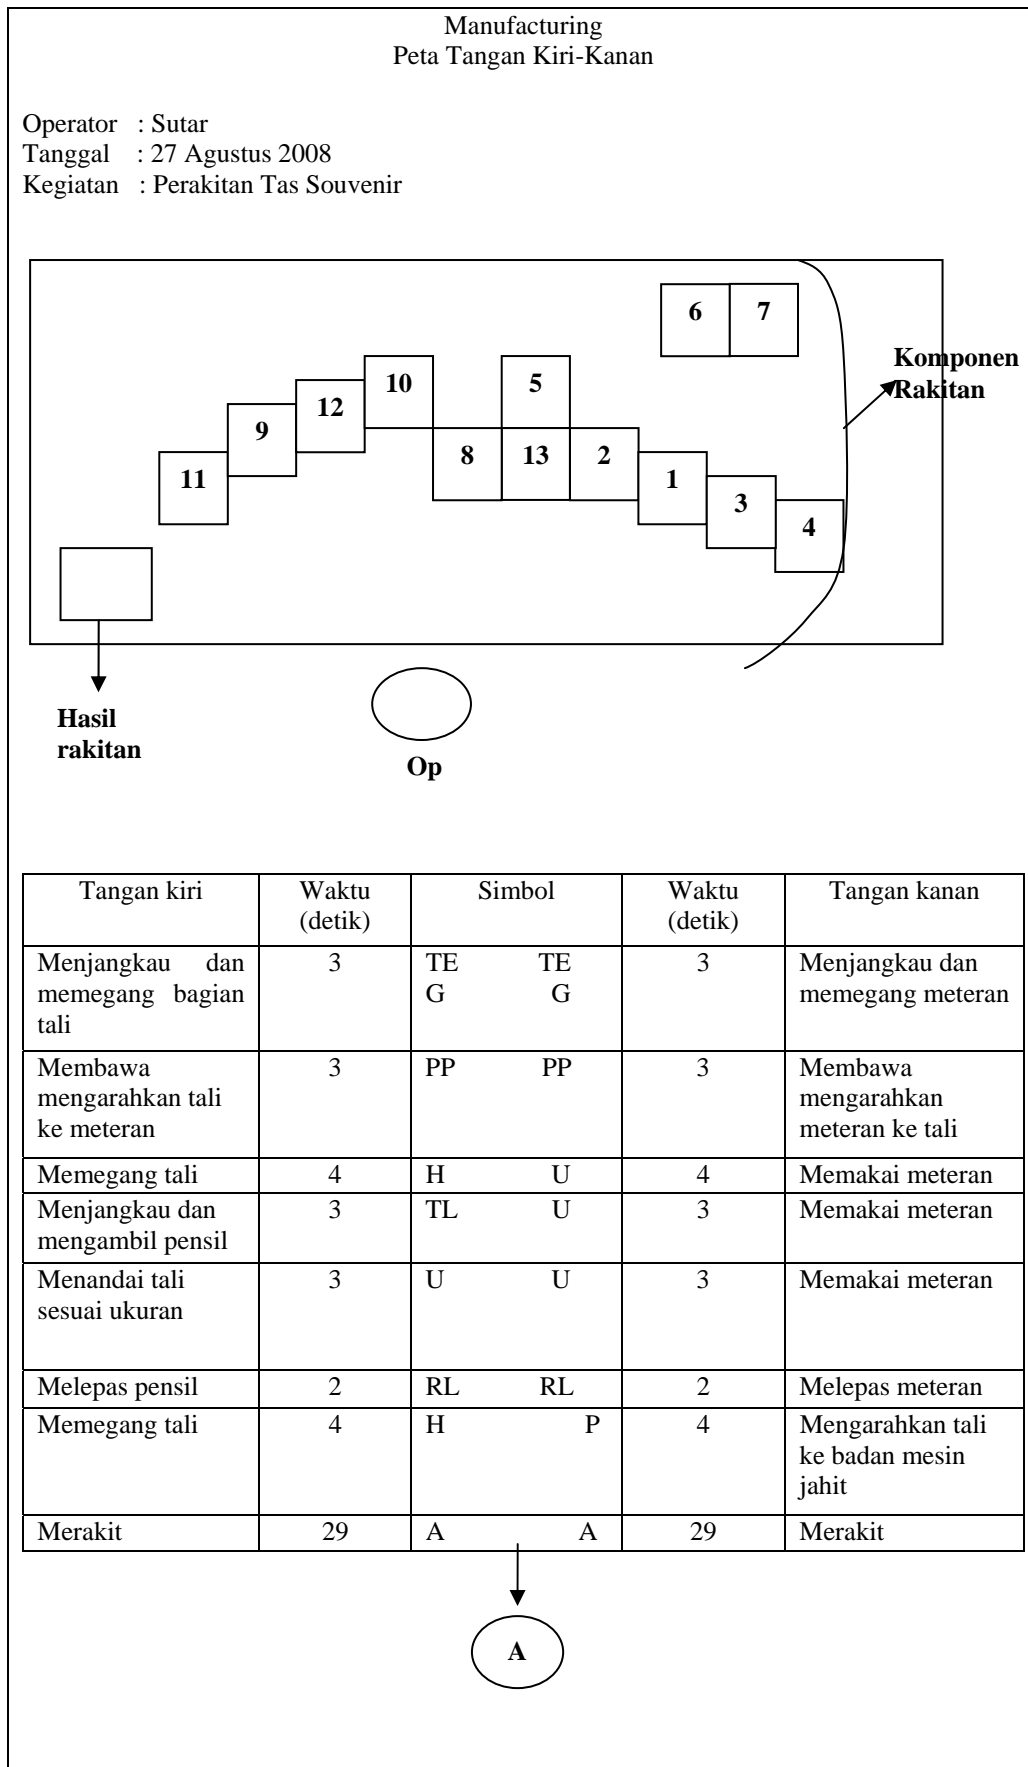 Manufacturing
Peta Tangan Kiri-Kanan
Operator : Sutar
Tanggal : 27 Agustus 2008
Kegiatan : Perakitan Tas Souvenir
6 7
Komponen
Rakitan
10 5
12
9
8 13 2
11 1
3
4
Hasil
rakitan
Op
Tangan kiri Waktu Simbol Waktu Tangan kanan
(detik) (detik)
Menjangkau dan 3 TE TE 3 Menjangkau dan
memegang bagian G G memegang meteran
tali
Membawa 3 PP PP 3 Membawa
mengarahkan tali mengarahkan
ke meteran meteran ke tali
Memegang tali 4 H U 4 Memakai meteran
Menjangkau dan 3 TL U 3 Memakai meteran
mengambil pensil
Menandai tali 3 U U 3 Memakai meteran
sesuai ukuran
Melepas pensil 2 RL RL 2 Melepas meteran
Memegang tali 4 H P 4 Mengarahkan tali
ke badan mesin
jahit
Merakit 29 A A 29 Merakit
A